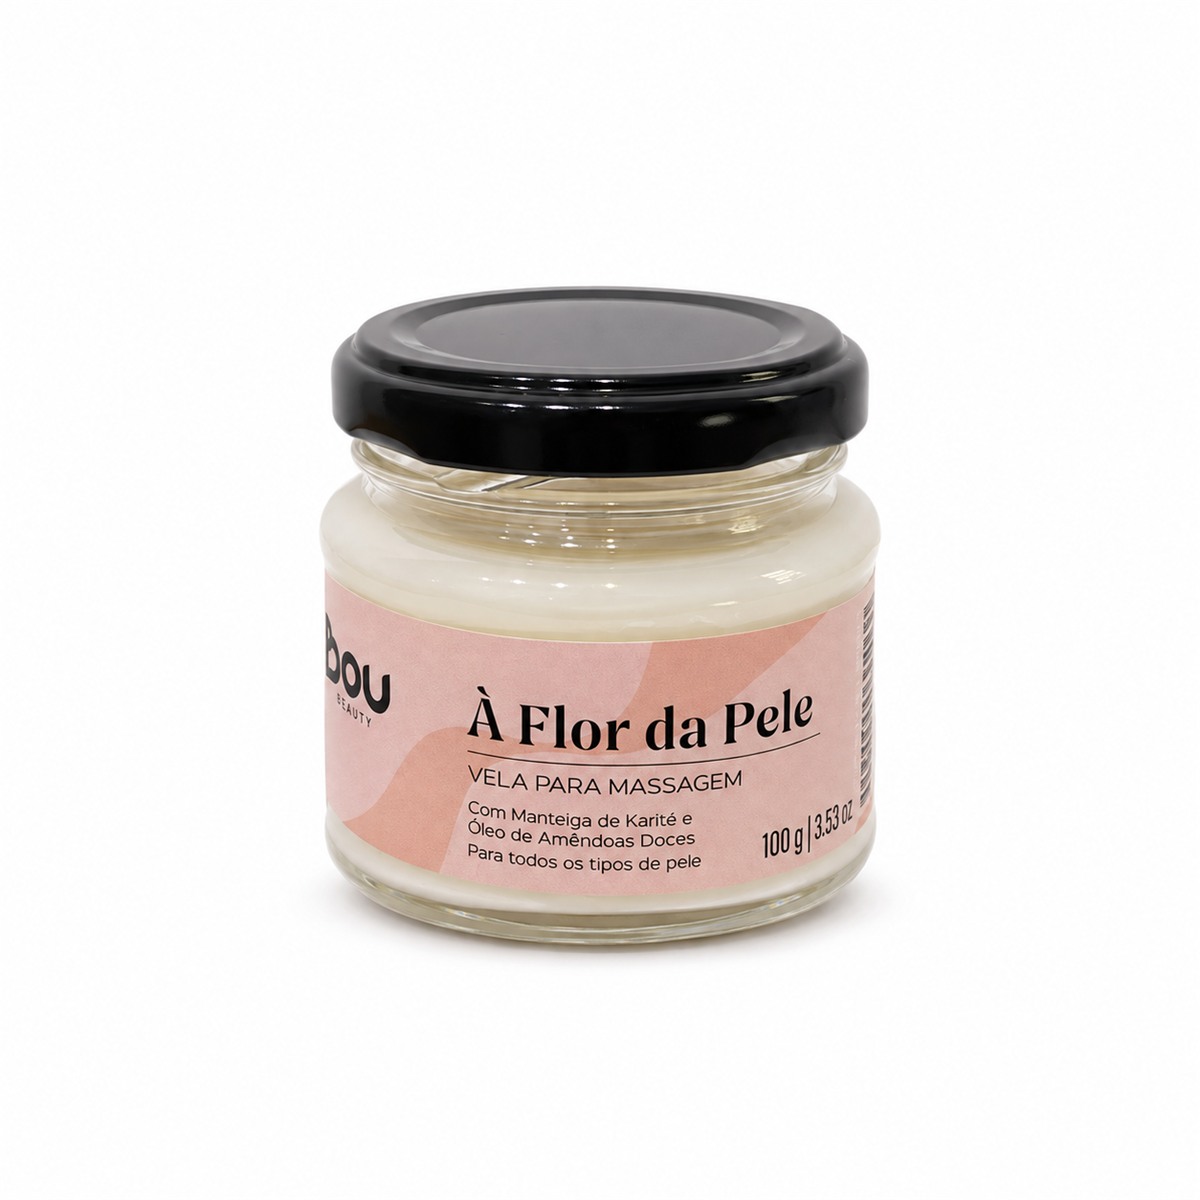 Bou
BEAUTY
À Flor da Pele
VELA PARA MASSAGEM
Com Manteiga de Karité e
Óleo de Amêndoas Doces
Para todos os tipos de pele
100 g | 3.53 oz